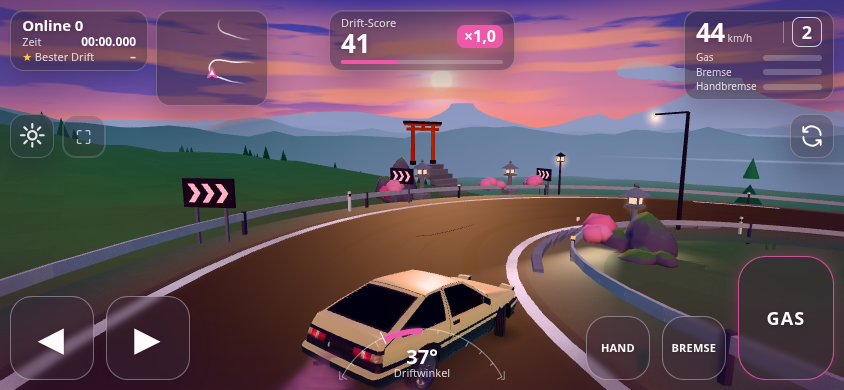 Online 0
Zeit 00:00.000
★ Bester Drift –
Drift-Score
41 ×1,0
44 km/h 2
Gas
Bremse
Handbremse
37°
Driftwinkel
HAND
BREMSE
GAS